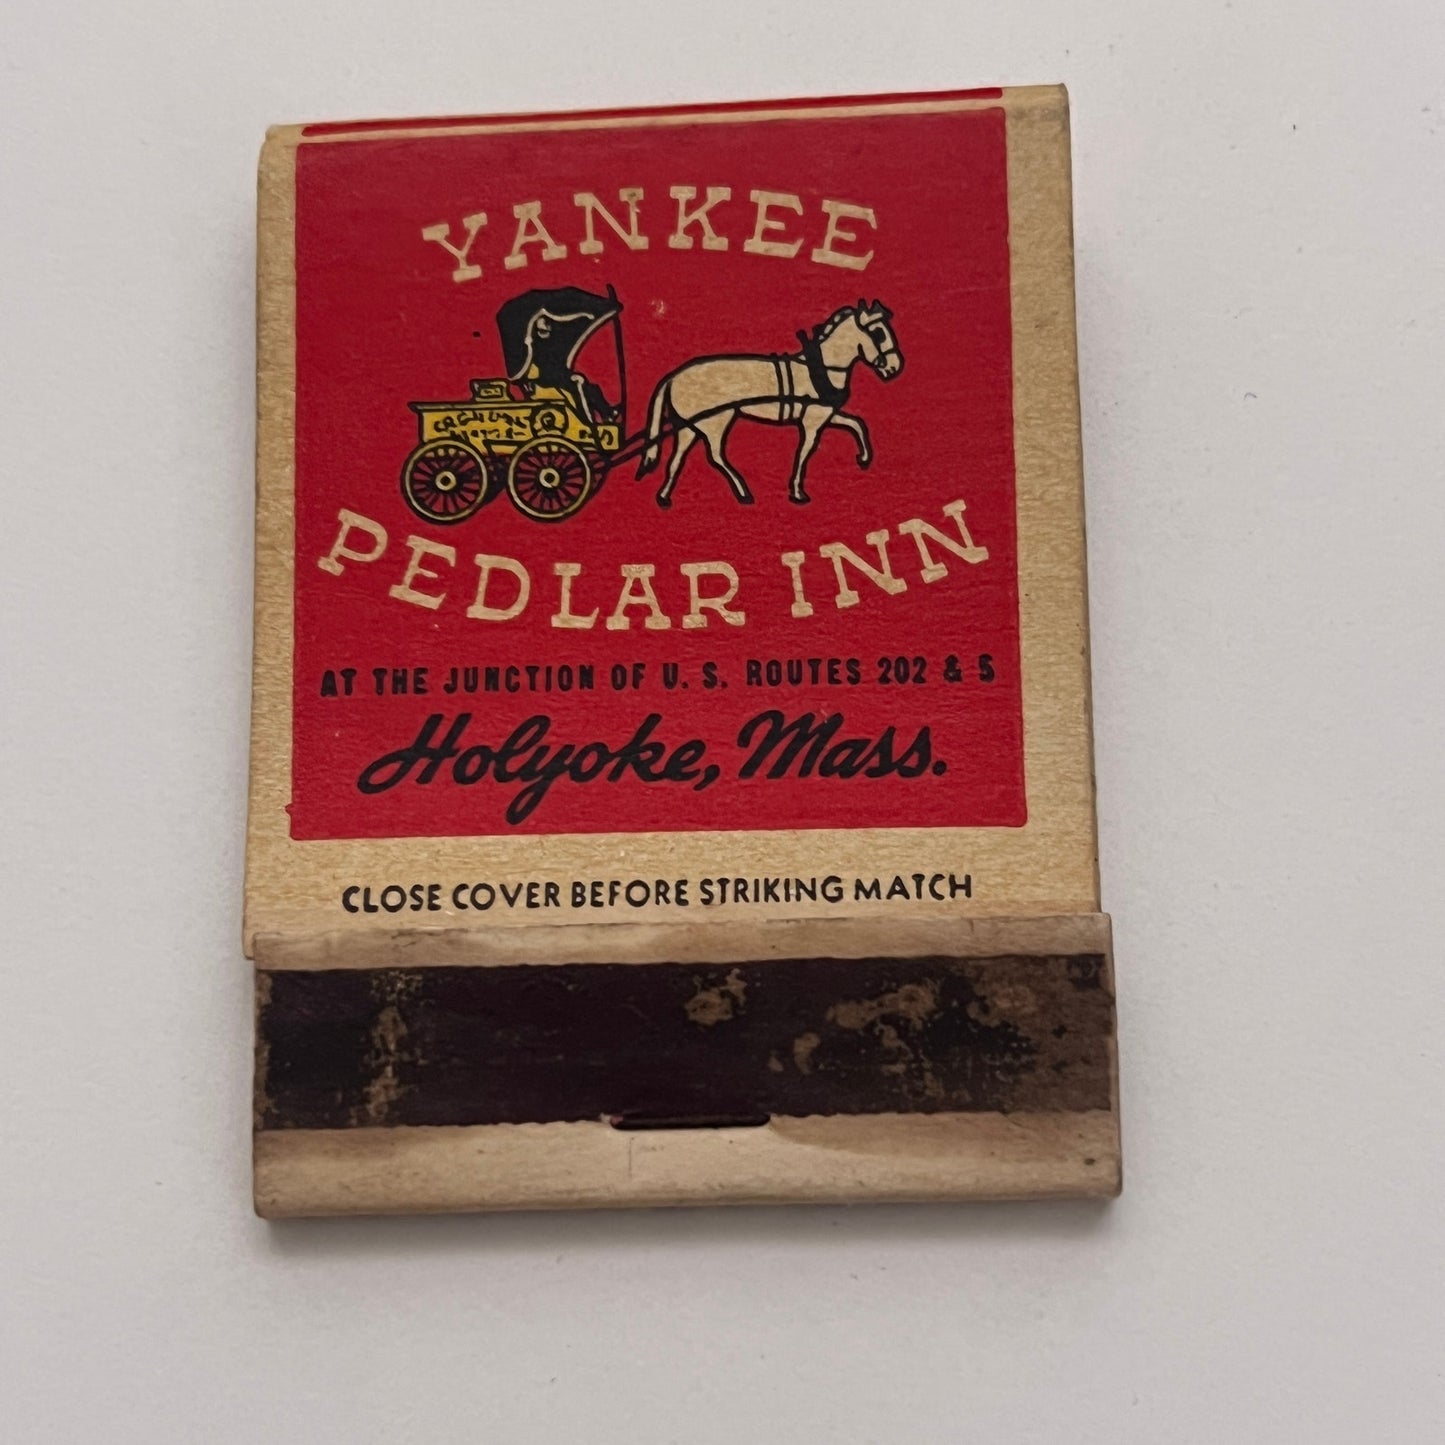 YANKEE
PEDLAR INN
AT THE JUNCTION OF U. S. ROUTES 202 & 5
Holyoke, Mass.
CLOSE COVER BEFORE STRIKING MATCH